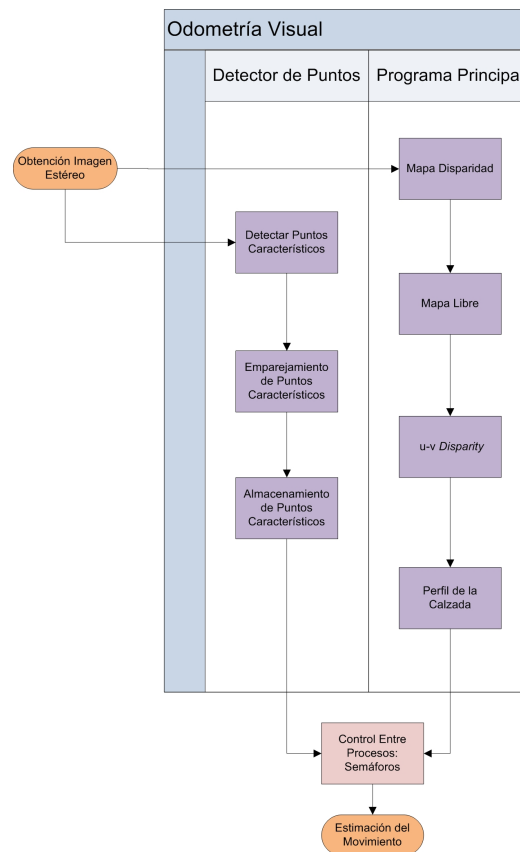 Odometría Visual
Detector de Puntos
Programa Principa
Obtención Imagen
Estéreo
Mapa Disparidad
Detectar Puntos
Característicos
Mapa Libre
Emparejamiento
de Puntos
Característicos
u-v Disparity
Almacenamiento
de Puntos
Característicos
Perfil de la
Calzada
Control Entre
Procesos:
Semáforos
Estimación del
Movimiento